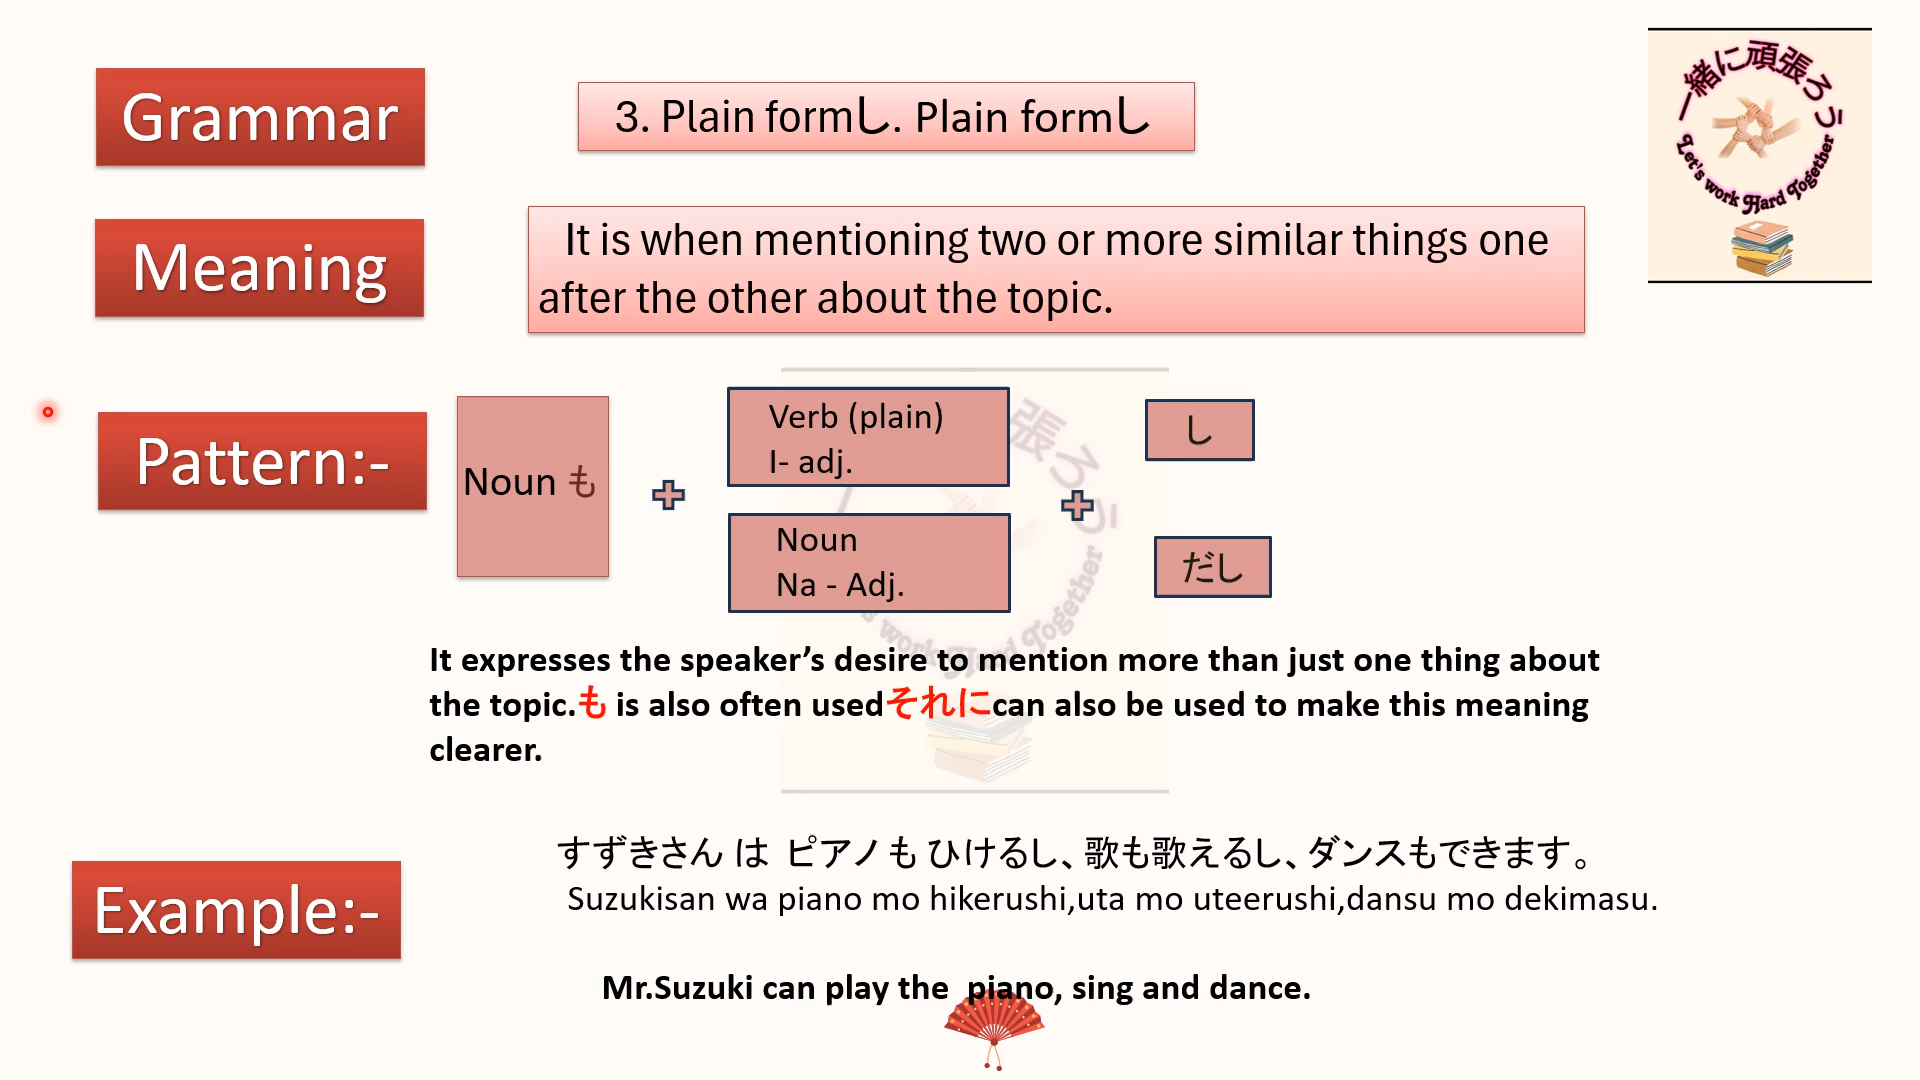 Grammar
3. Plain formし. Plain formし
一緒に頑張ろう
Let's work Hard Together
Meaning
It is when mentioning two or more similar things one
after the other about the topic.
Pattern:-
Noun も
Verb (plain)
I- adj.
し
Noun
Na - Adj.
だし
張ろう
s work Hard Together
It expresses the speaker’s desire to mention more than just one thing about
the topic.も is also often usedそれにcan also be used to make this meaning
clearer.
Example:-
すずきさん は ピアノ も ひけるし、歌も歌えるし、ダンスもできます。
Suzukisan wa piano mo hikerushi,uta mo uteerushi,dansu mo dekimasu.
Mr.Suzuki can play the piano, sing and dance.